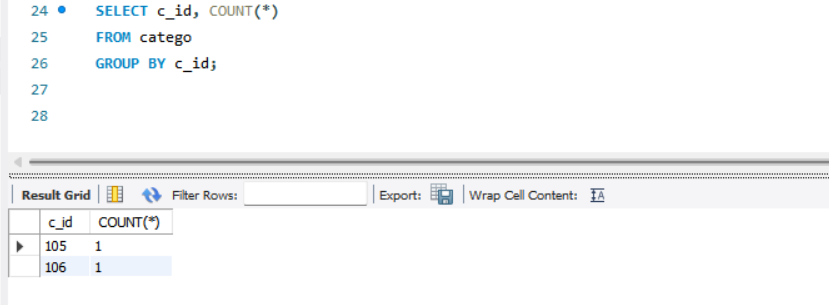 24 SELECT c_id, COUNT(*)
25 FROM catego
26 GROUP BY c_id;
27
28
Result Grid Filter Rows: Export: Wrap Cell Content: IA
c_id COUNT(*)
105 1
106 1